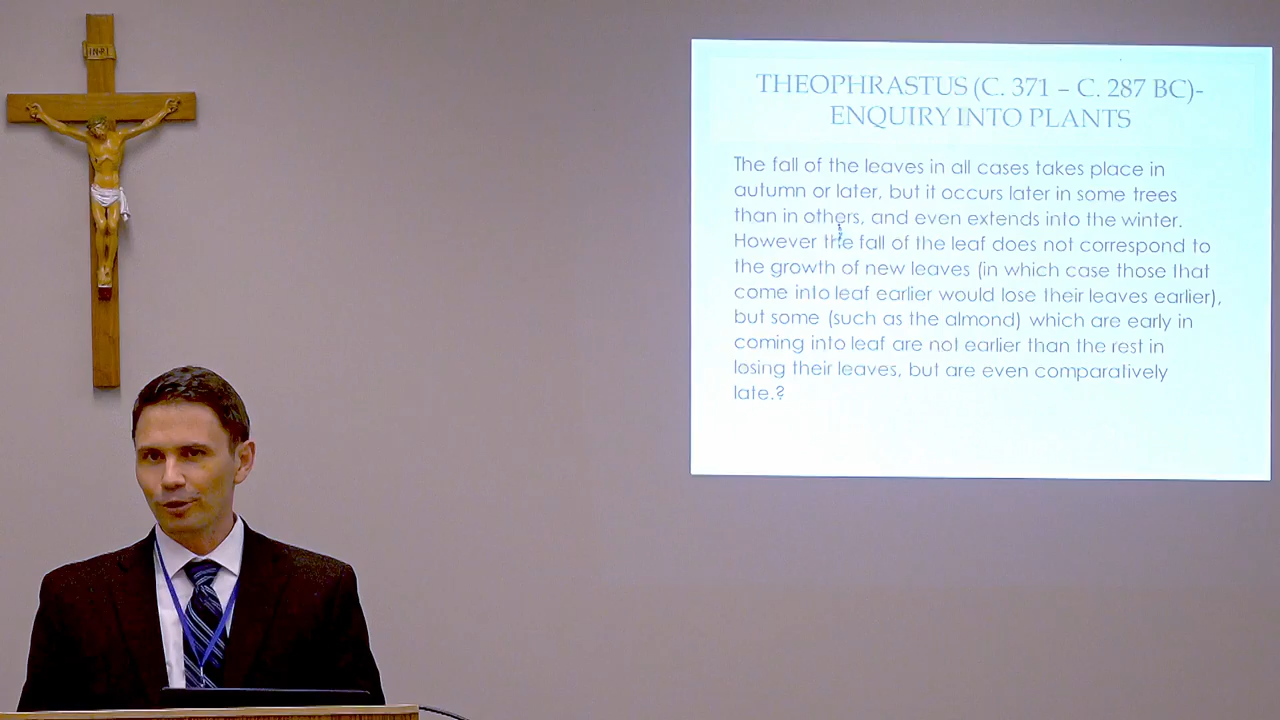 INRI
THEOPHRASTUS (C. 371 – C. 287 BC)-
ENQUIRY INTO PLANTS
The fall of the leaves in all cases takes place in
autumn or later, but it occurs later in some trees
than in others, and even extends into the winter.
However the fall of the leaf does not correspond to
the growth of new leaves (in which case those that
come into leaf earlier would lose their leaves earlier),
but some (such as the almond) which are early in
coming into leaf are not earlier than the rest in
losing their leaves, but are even comparatively
late.?